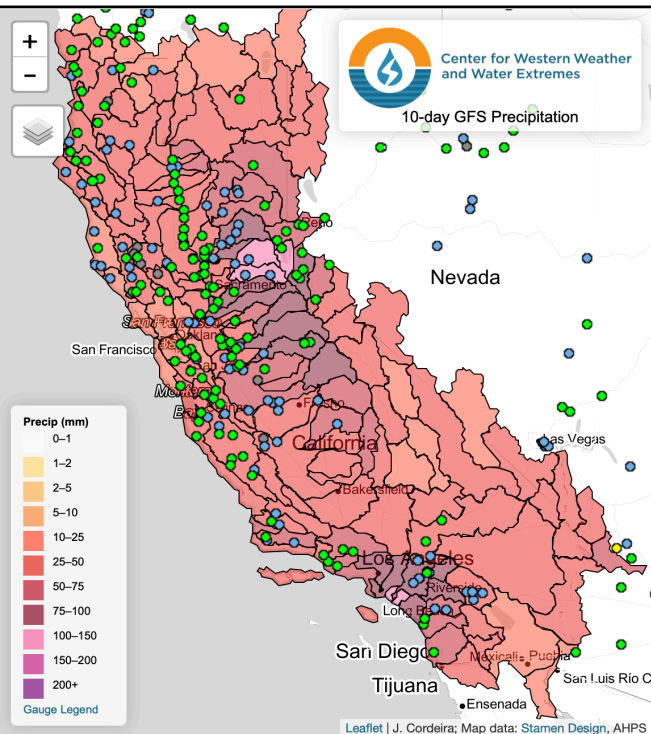 +
−
Center for Western Weather
and Water Extremes
10-day GFS Precipitation
Reno
Nevada
Sacramento
San Francisco
Oakland
San Francisco
Fresno
California
Las Vegas
Bakersfield
Precip (mm)
0–1
1–2
2–5
5–10
10–25
25–50
50–75
75–100
100–150
150–200
200+
Gauge Legend
Los Angeles
Riverside
Long Beach
San Diego
Mexicali
Tijuana
San Luis Río C
Ensenada
Leaflet | J. Cordeira; Map data: Stamen Design, AHPS